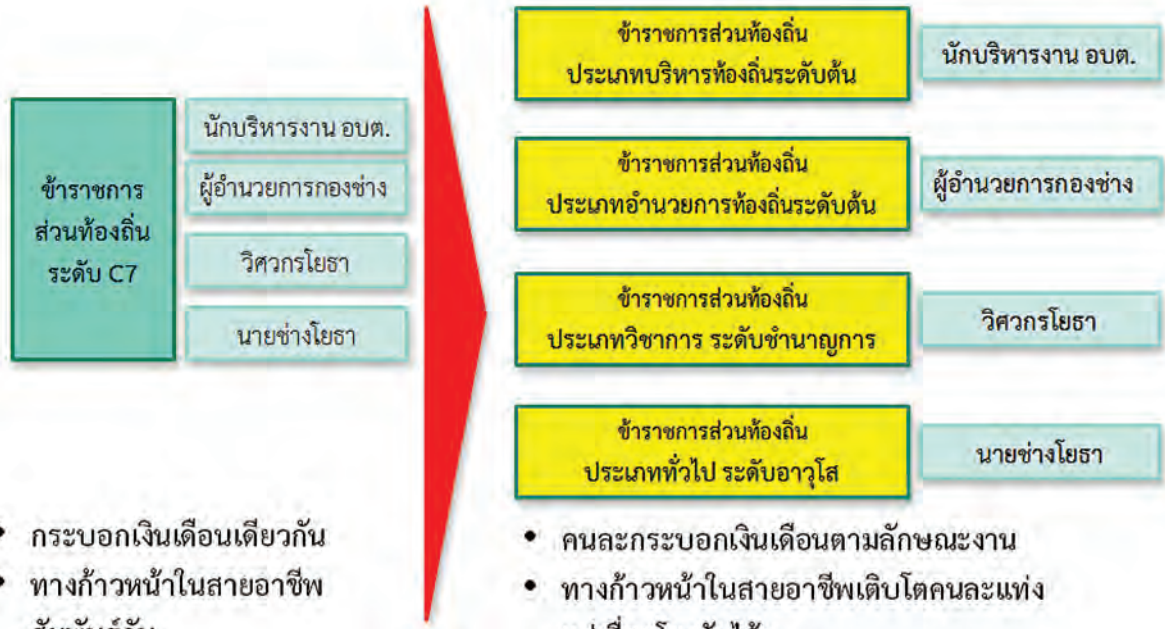 ข้าราชการ
ส่วนท้องถิ่น
ระดับ C7
นักบริหารงาน อบต.
ผู้อำนวยการกองช่าง
วิศวกรโยธา
นายช่างโยธา
• กระบอกเงินเดือนเดียวกัน
• ทางก้าวหน้าในสายอาชีพ
ข้าราชการส่วนท้องถิ่น
ประเภทบริหารท้องถิ่นระดับต้น
นักบริหารงาน อบต.
ข้าราชการส่วนท้องถิ่น
ประเภทอำนวยการท้องถิ่นระดับต้น
ผู้อำนวยการกองช่าง
ข้าราชการส่วนท้องถิ่น
ประเภทวิชาการ ระดับชำนาญการ
วิศวกรโยธา
ข้าราชการส่วนท้องถิ่น
ประเภททั่วไป ระดับอาวุโส
นายช่างโยธา
• คนละกระบอกเงินเดือนตามลักษณะงาน
• ทางก้าวหน้าในสายอาชีพเติบโตคนละแท่ง